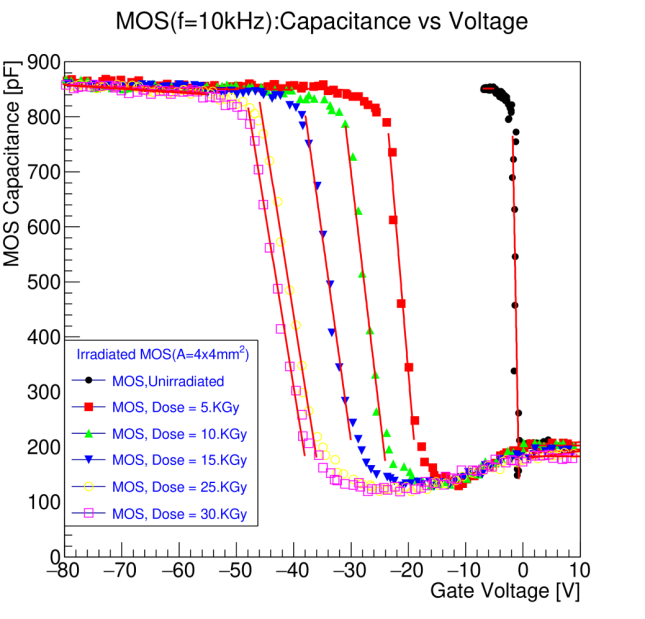 MOS(f=10kHz):Capacitance vs Voltage
MOS Capacitance [pF]
900
800
700
600
500
400
300
200
100
0
Irradiated MOS(A=4x4mm²)
MOS,Unirradiated
MOS, Dose = 5.KGy
MOS, Dose = 10.KGy
MOS, Dose = 15.KGy
MOS, Dose = 25.KGy
MOS, Dose = 30.KGy
−80 −70 −60 −50 −40 −30 −20 −10 0 10
Gate Voltage [V]